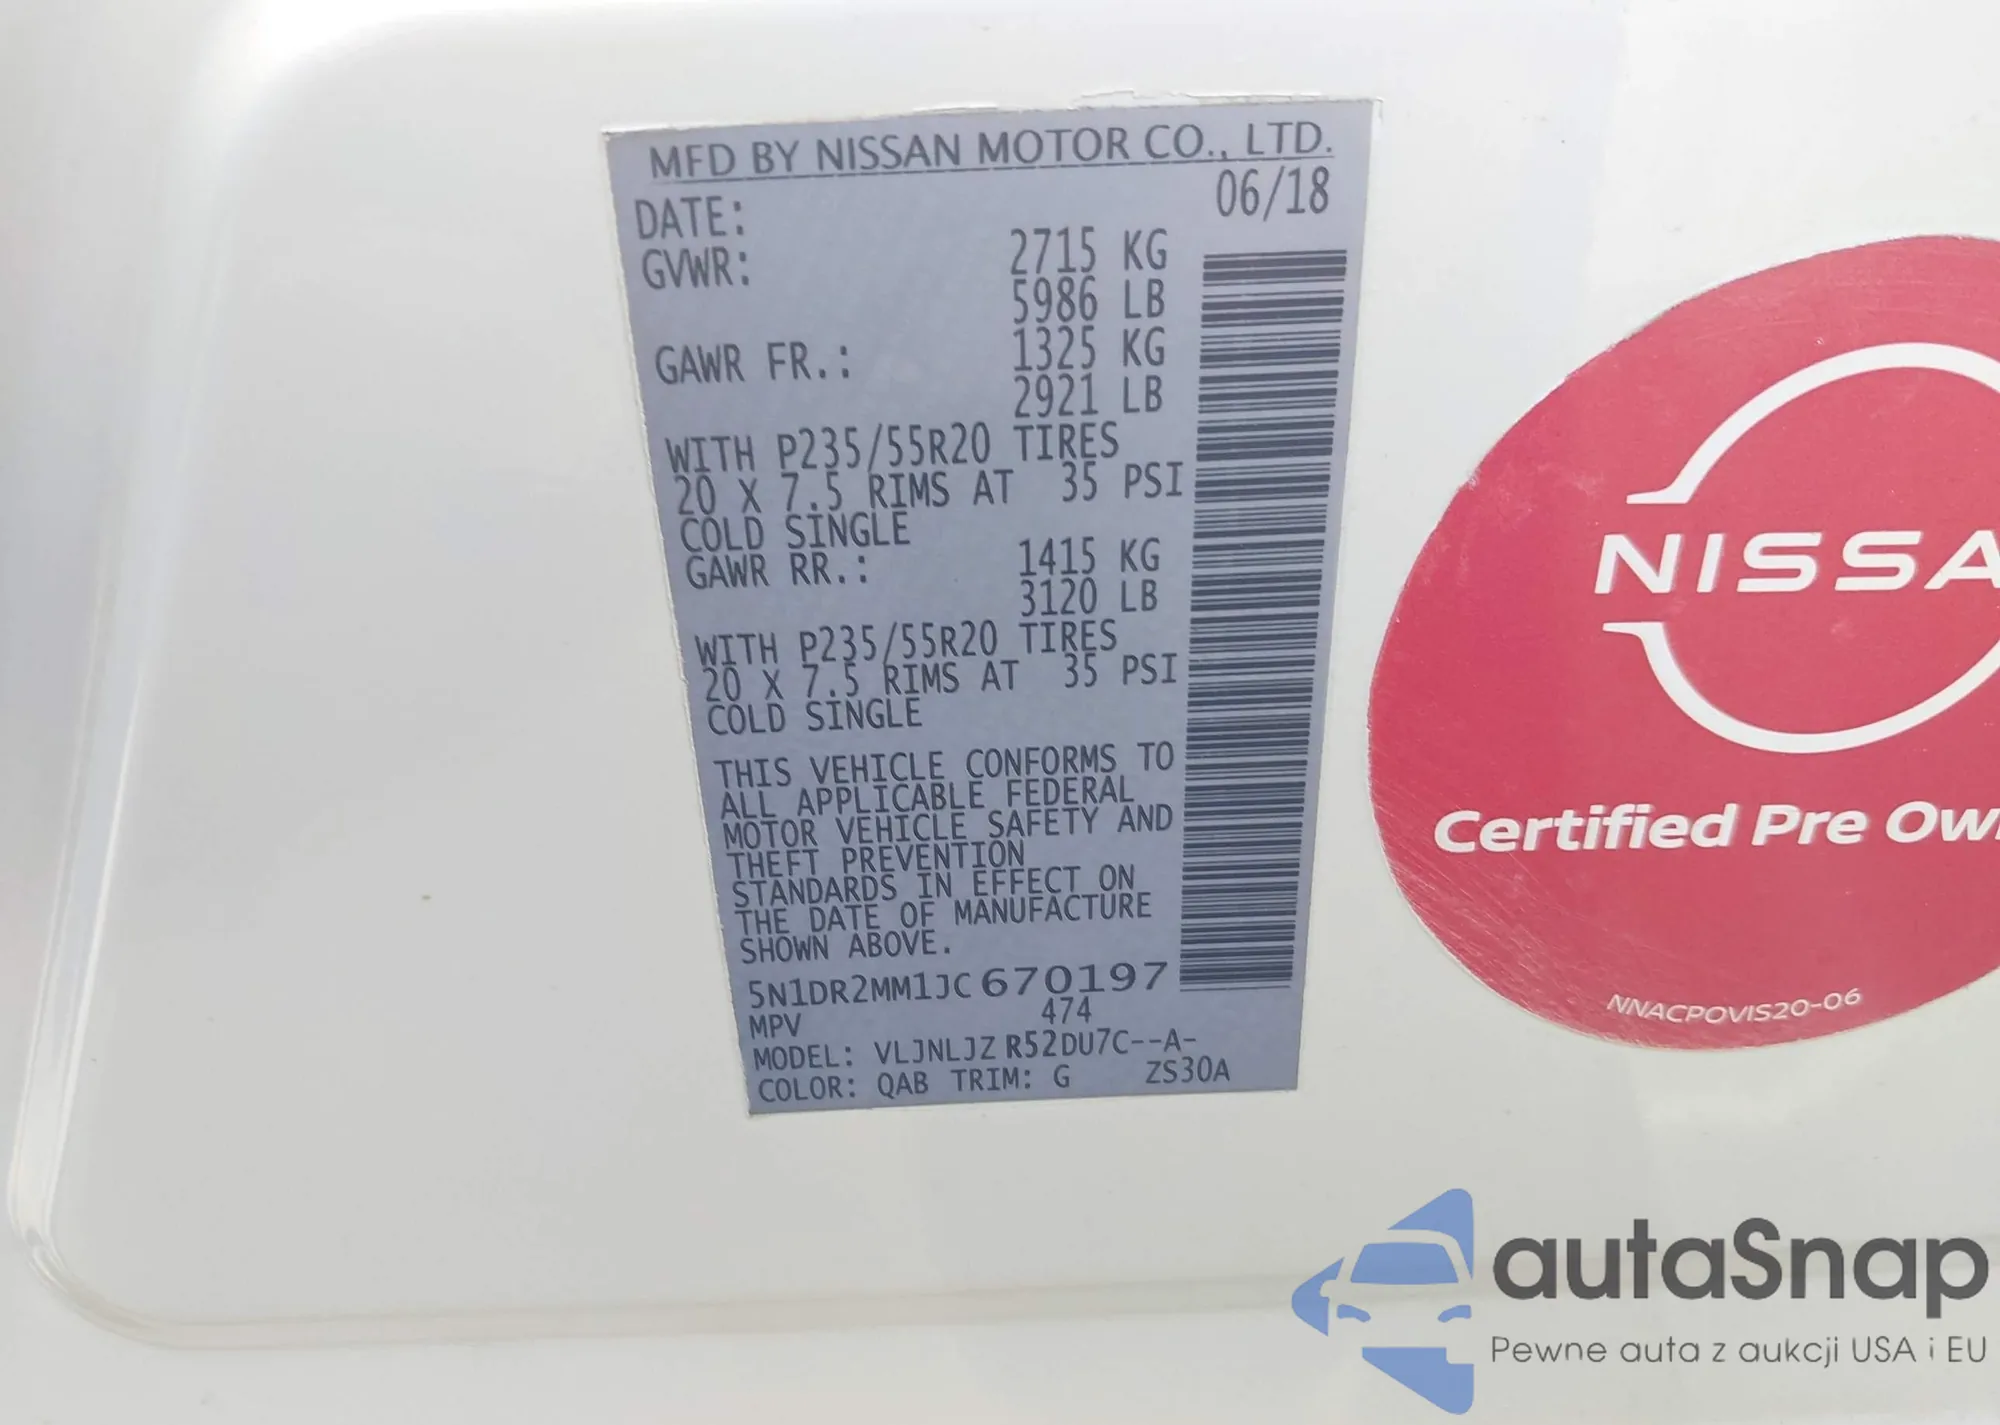 MFD BY NISSAN MOTOR CO., LTD.
DATE: 06/18
GVWR: 2715 KG
5986 LB
GAWR FR.: 1325 KG
2921 LB
WITH P235/55R20 TIRES
20 X 7.5 RIMS AT 35 PSI
COLD SINGLE
GAWR RR.: 1415 KG
3120 LB
WITH P235/55R20 TIRES
20 X 7.5 RIMS AT 35 PSI
COLD SINGLE
THIS VEHICLE CONFORMS TO
ALL APPLICABLE FEDERAL
MOTOR VEHICLE SAFETY AND
THEFT PREVENTION
STANDARDS IN EFFECT ON
THE DATE OF MANUFACTURE
SHOWN ABOVE.
5N1DR2MM1JC670197
MPV 474
MODEL: VLJNLJZ R52DU7C--A-
COLOR: QAB TRIM: G ZS30A
NISSA
Certified Pre Ow
NNACPOVIS20-06
autaSnap
Pewne auta z aukcji USA i EU